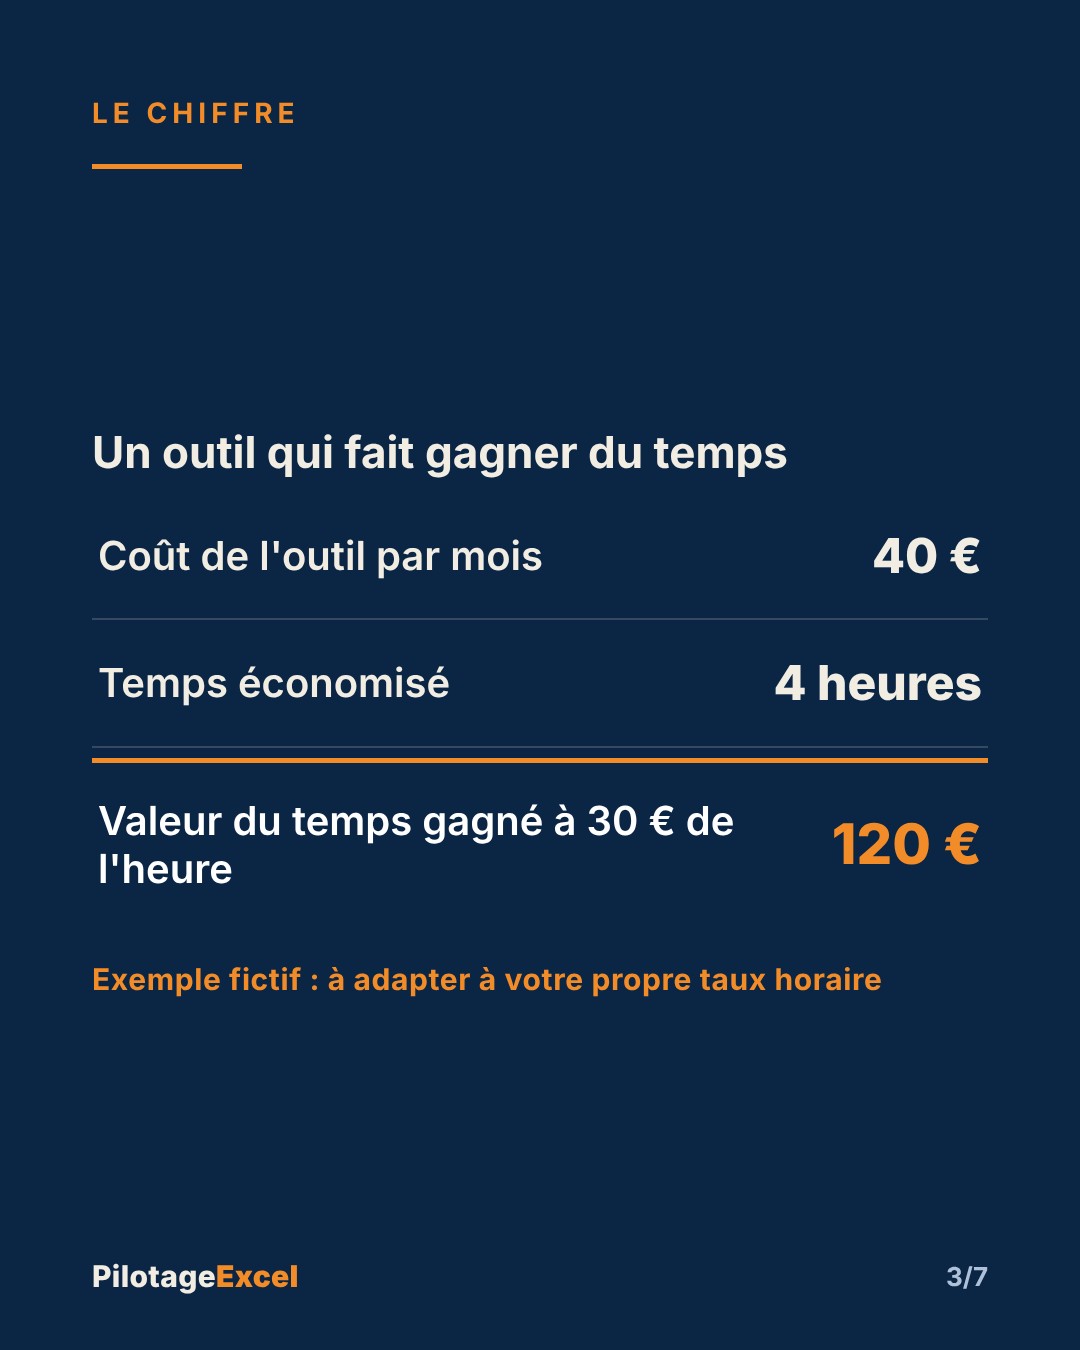 LE CHIFFRE
Un outil qui fait gagner du temps
Coût de l'outil par mois 40 €
Temps économisé 4 heures
Valeur du temps gagné à 30 € de
l'heure 120 €
Exemple fictif : à adapter à votre propre taux horaire
PilotageExcel 3/7